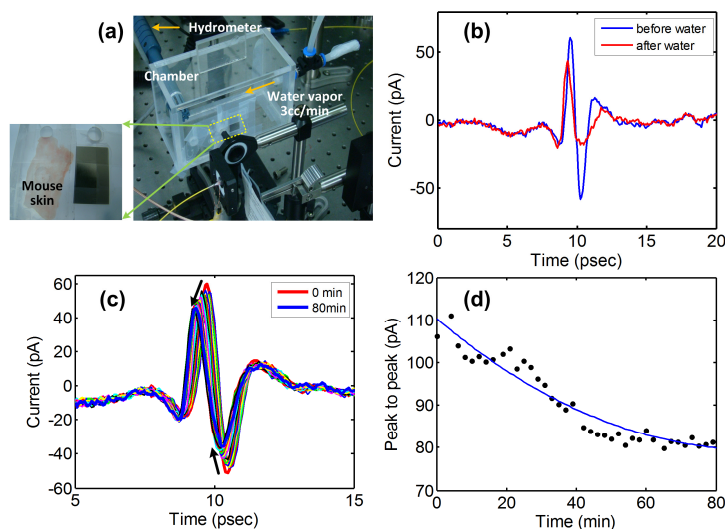 (a)
Hydrometer
Chamber
Water vapor
3cc/min
Mouse
skin
(b)
before water
after water
Current (pA)
50
0
-50
0 5 10 15 20
Time (psec)
(c)
0 min
80min
Current (pA)
60
40
20
0
-20
-40
-60
5 10 15
Time (psec)
(d)
Peak to peak (pA)
120
110
100
90
80
70
0 20 40 60 80
Time (min)